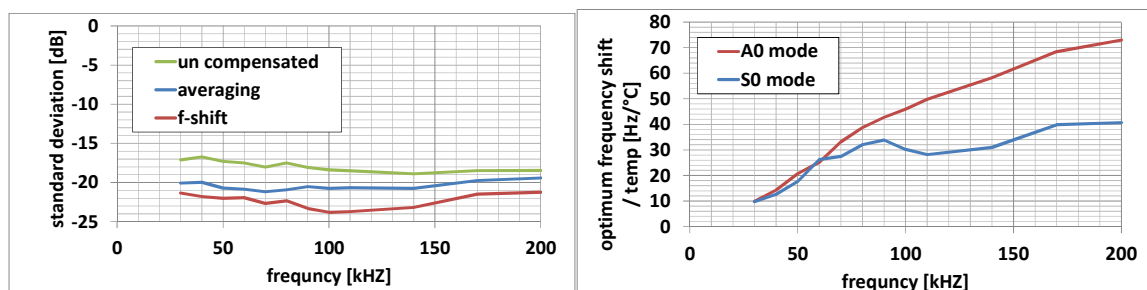 standard deviation [dB]
0
-5
-10
-15
-20
-25
un compensated
averaging
f-shift
0
50
100
150
200
frequncy [kHZ]
optimum frequency shift
/ temp [Hz/°C]
80
70
60
50
40
30
20
10
0
A0 mode
S0 mode
0
50
100
150
200
frequncy [kHZ]